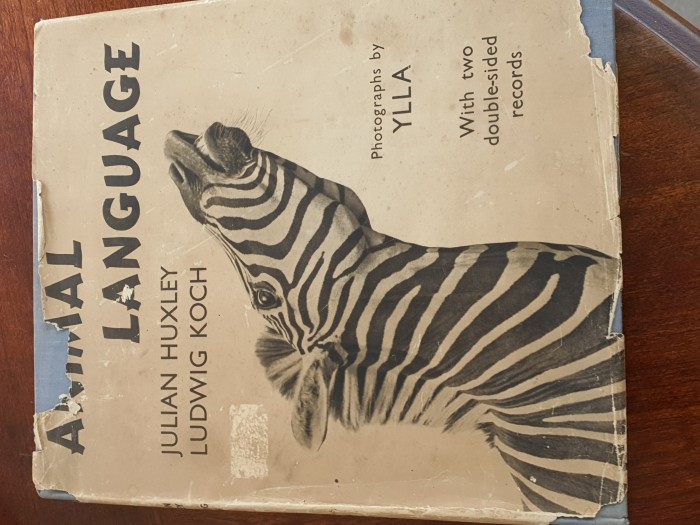 ANIMAL
LANGUAGE
JULIAN HUXLEY
LUDWIG KOCH
Photographs by
YLLA
With two
double-sided
records